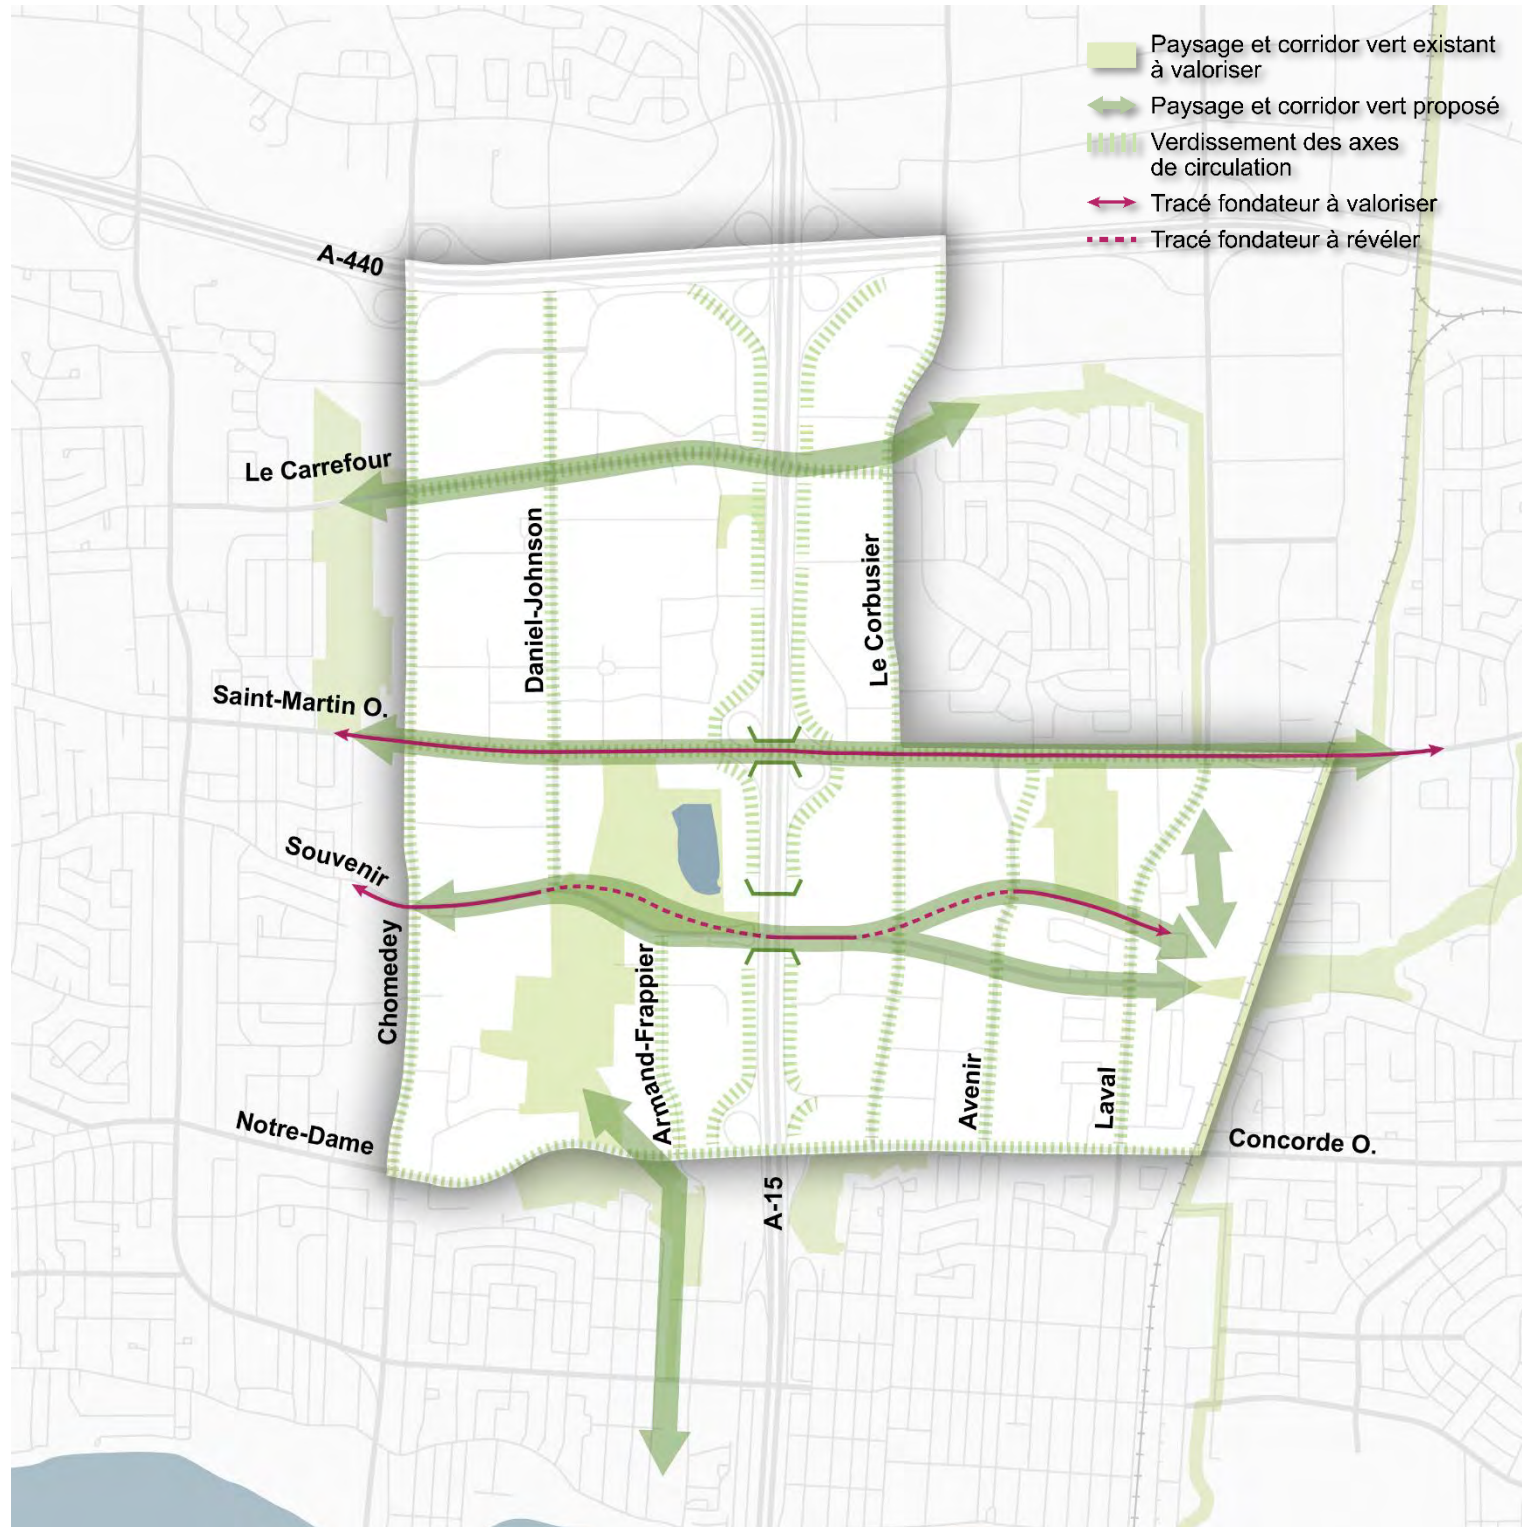 Paysage et corridor vert existant
à valoriser
Paysage et corridor vert proposé
Verdissement des axes
de circulation
Tracé fondateur à valoriser
Tracé fondateur à révéler
A-440
Le Carrefour
Daniel-Johnson
Le Corbusier
Saint-Martin O.
Souvenir
Chomedey
Armand-Frappier
Avenir
Laval
Notre-Dame
Concorde O.
A-15